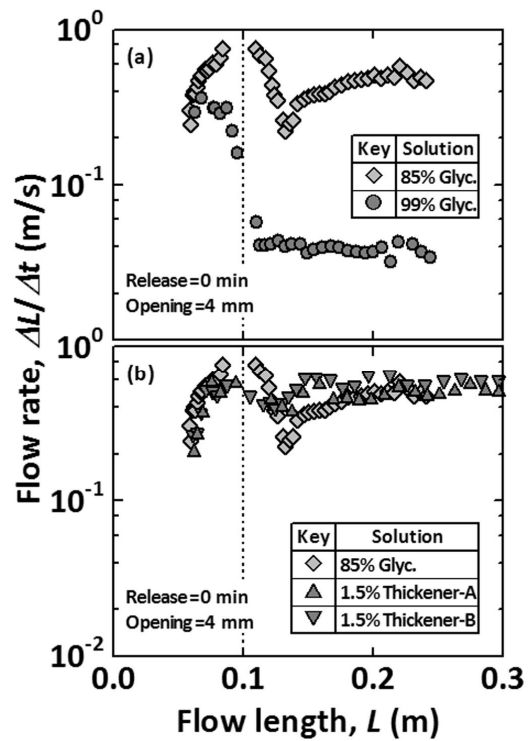 10⁰
(a)
Key Solution
85% Glyc.
99% Glyc.
10⁻¹
Release=0 min
Opening=4 mm
10⁰
Flow rate, ΔL/Δt (m/s)
(b)
10⁻¹
Key Solution
85% Glyc.
1.5% Thickener-A
1.5% Thickener-B
Release=0 min
Opening=4 mm
10⁻²
0.0 0.1 0.2 0.3
Flow length, L (m)